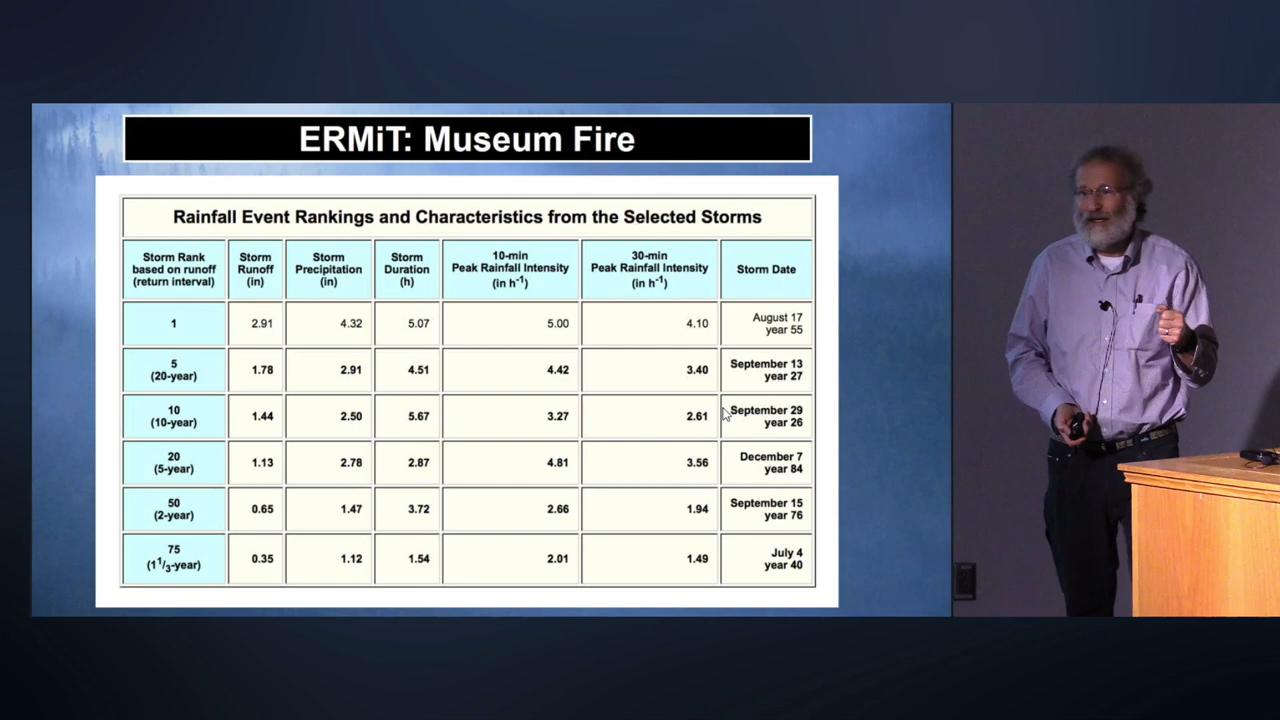 ERMiT: Museum Fire
Rainfall Event Rankings and Characteristics from the Selected Storms
Storm Rank
based on runoff
(return interval)
Storm
Runoff
(in)
Storm
Precipitation
(in)
Storm
Duration
(h)
10-min
Peak Rainfall Intensity
(in h⁻¹)
30-min
Peak Rainfall Intensity
(in h⁻¹)
Storm Date
1
2.91
4.32
5.07
5.00
4.10
August 17
year 55
5
(20-year)
1.78
2.91
4.51
4.42
3.40
September 13
year 27
10
(10-year)
1.44
2.50
5.67
3.27
2.61
September 29
year 26
20
(5-year)
1.13
2.78
2.87
4.81
3.56
December 7
year 84
50
(2-year)
0.65
1.47
3.72
2.66
1.94
September 15
year 76
75
(1¹/₃-year)
0.35
1.12
1.54
2.01
1.49
July 4
year 40